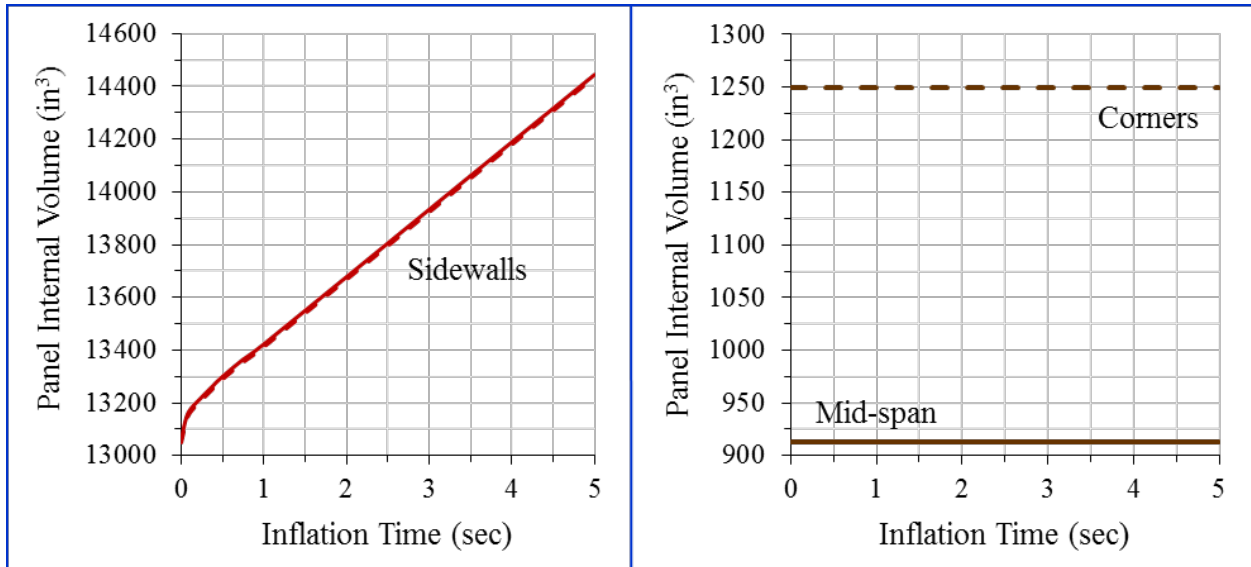 Panel Internal Volume (in³)
14600
14400
14200
14000
13800
13600
13400
13200
13000
Sidewalls
0 1 2 3 4 5
Inflation Time (sec)
Panel Internal Volume (in³)
1300
1250
1200
1150
1100
1050
1000
950
900
Corners
Mid-span
0 1 2 3 4 5
Inflation Time (sec)